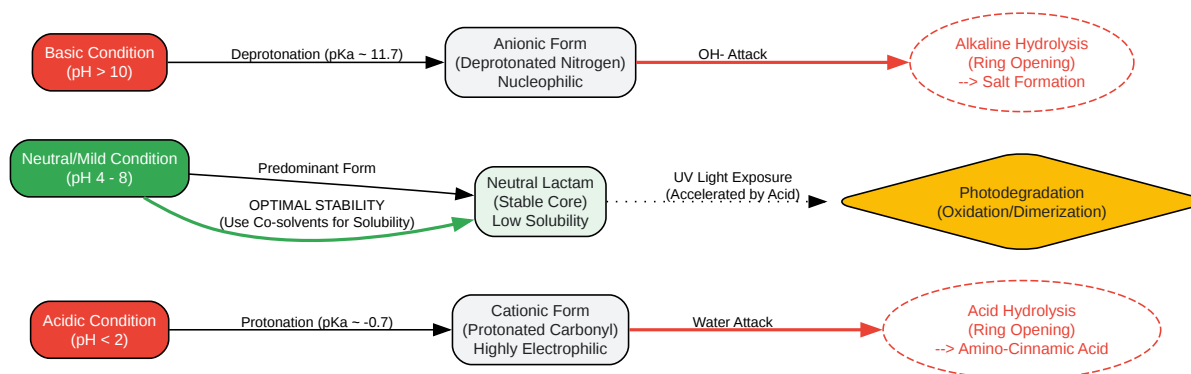 Basic Condition
(pH > 10)
Deprotonation (pKa ~ 11.7)
Anionic Form
(Deprotonated Nitrogen)
Nucleophilic
OH- Attack
Alkaline Hydrolysis
(Ring Opening)
--> Salt Formation
Neutral/Mild Condition
(pH 4 - 8)
Predominant Form
OPTIMAL STABILITY
(Use Co-solvents for Solubility)
Neutral Lactam
(Stable Core)
Low Solubility
UV Light Exposure
(Accelerated by Acid)
Photodegradation
(Oxidation/Dimerization)
Acidic Condition
(pH < 2)
Protonation (pKa ~ -0.7)
Cationic Form
(Protonated Carbonyl)
Highly Electrophilic
Water Attack
Acid Hydrolysis
(Ring Opening)
--> Amino-Cinnamic Acid